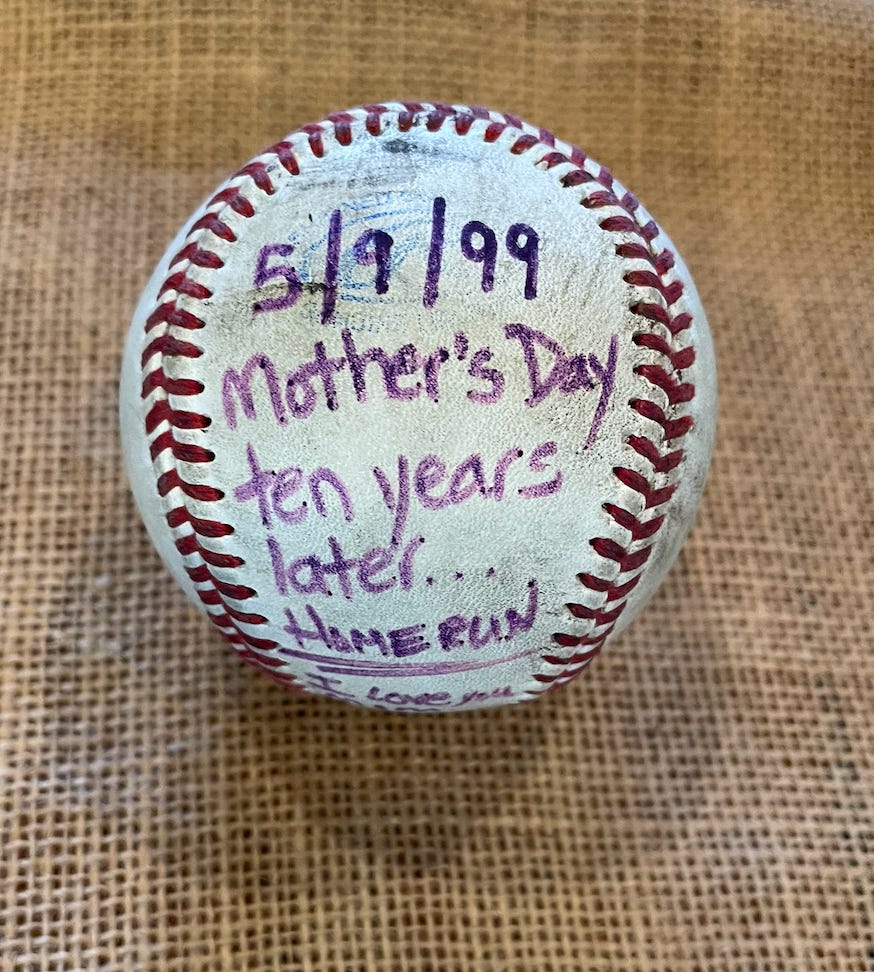 5/9/99
Mother's Day
ten years
later...
HOME RUN
I Love you